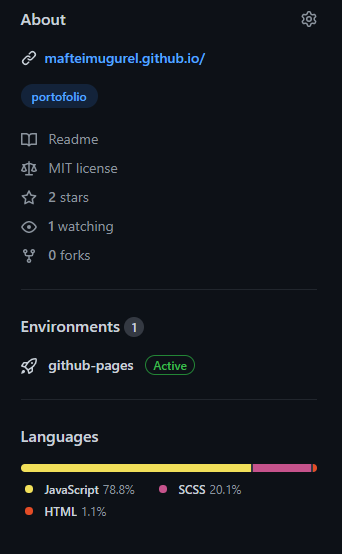 About
mafteimugurel.github.io/
portofolio
Readme
MIT license
2 stars
1 watching
0 forks
Environments 1
github-pages Active
Languages
JavaScript 78.8% SCSS 20.1%
HTML 1.1%